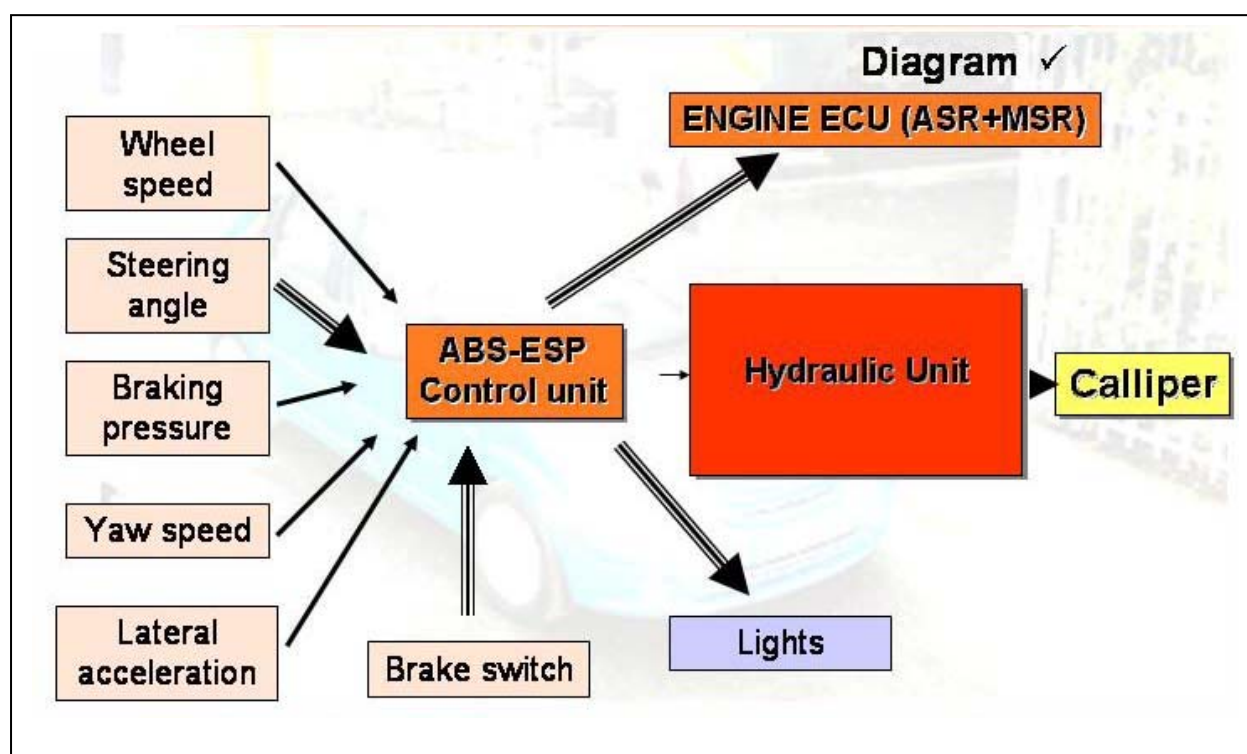 Diagram ✓
ENGINE ECU (ASR+MSR)
Wheel
speed
Steering
angle
Braking
pressure
Yaw speed
Lateral
acceleration
Brake switch
ABS-ESP
Control unit
Hydraulic Unit
Calliper
Lights